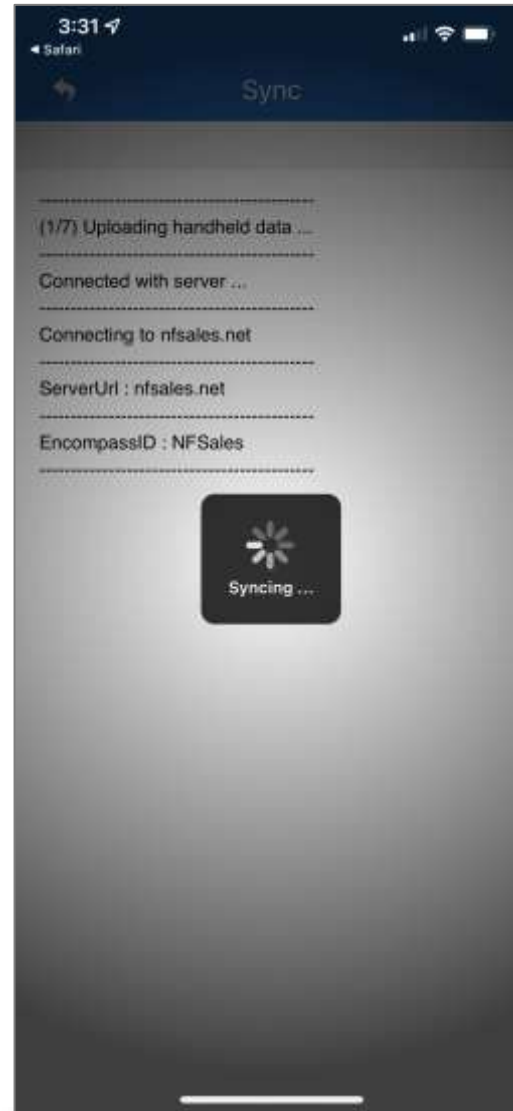 3:31
◀ Safari
Sync
--------------------------------------------
(1/7) Uploading handheld data ...
--------------------------------------------
Connected with server ...
--------------------------------------------
Connecting to nfsales.net
--------------------------------------------
ServerUrl : nfsales.net
--------------------------------------------
EncompassID : NFSales
--------------------------------------------
Syncing ...